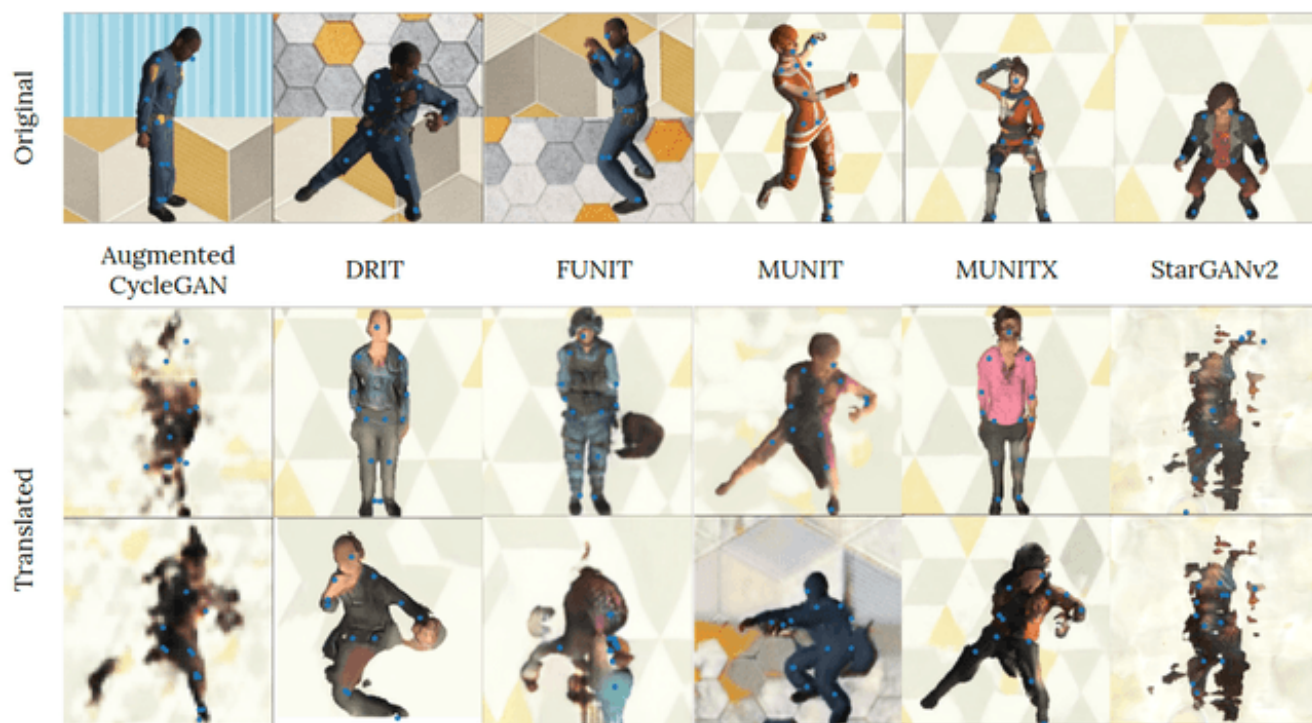 Original
Augmented
CycleGAN
DRIT
FUNIT
MUNIT
MUNITX
StarGANv2
Translated